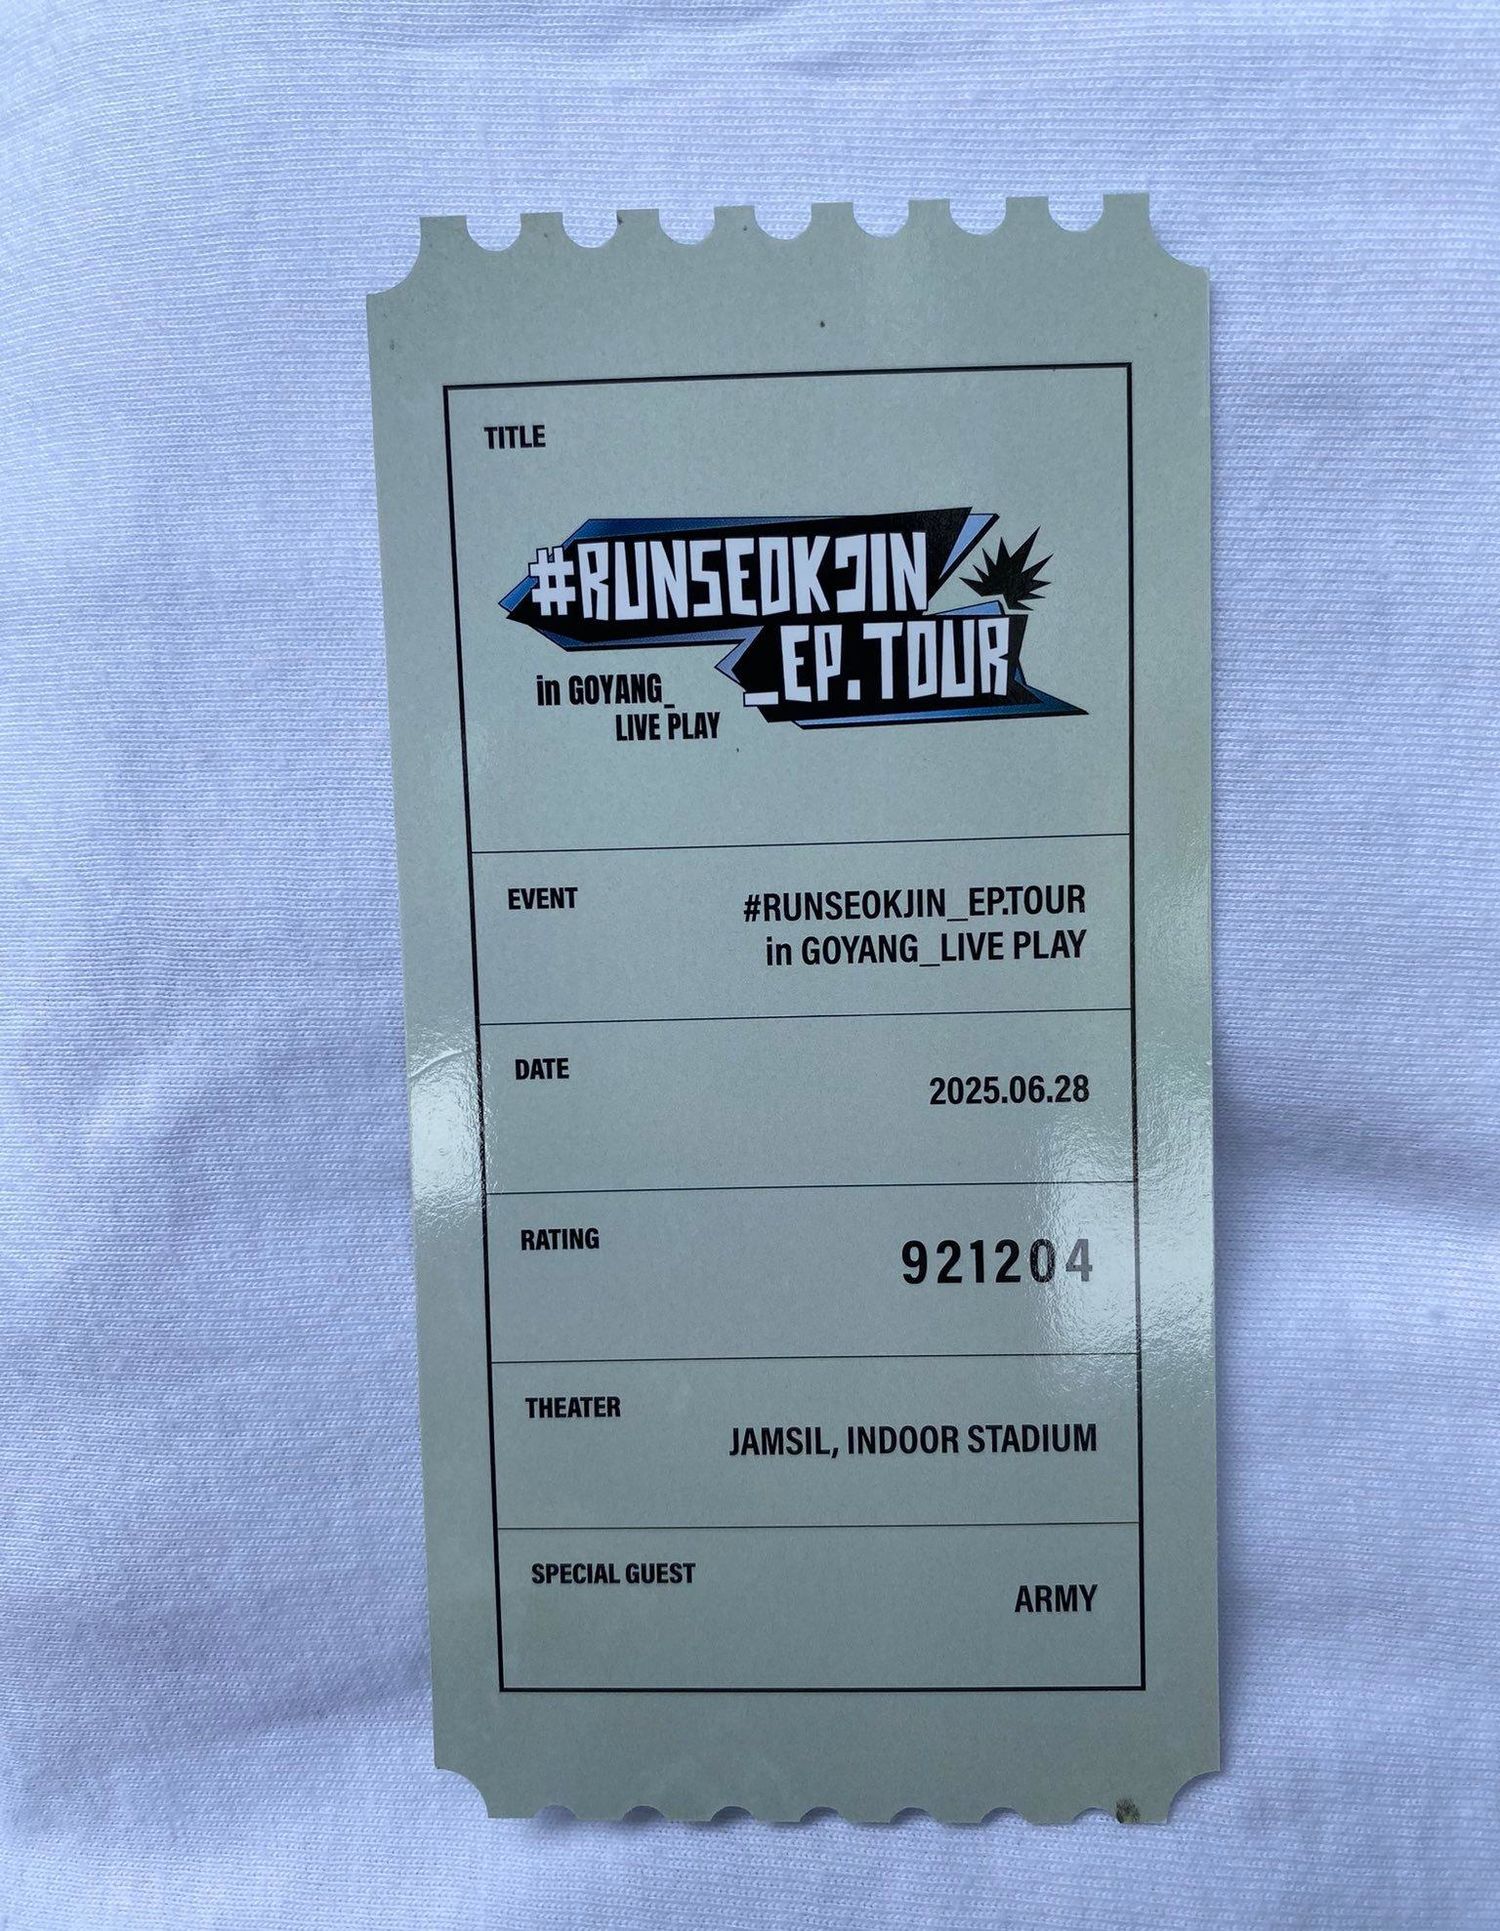 TITLE
#RUNSEOKJIN
_EP.TOUR
in GOYANG_
LIVE PLAY
EVENT
#RUNSEOKJIN_EP.TOUR
in GOYANG_LIVE PLAY
DATE
2025.06.28
RATING
921204
THEATER
JAMSIL, INDOOR STADIUM
SPECIAL GUEST
ARMY